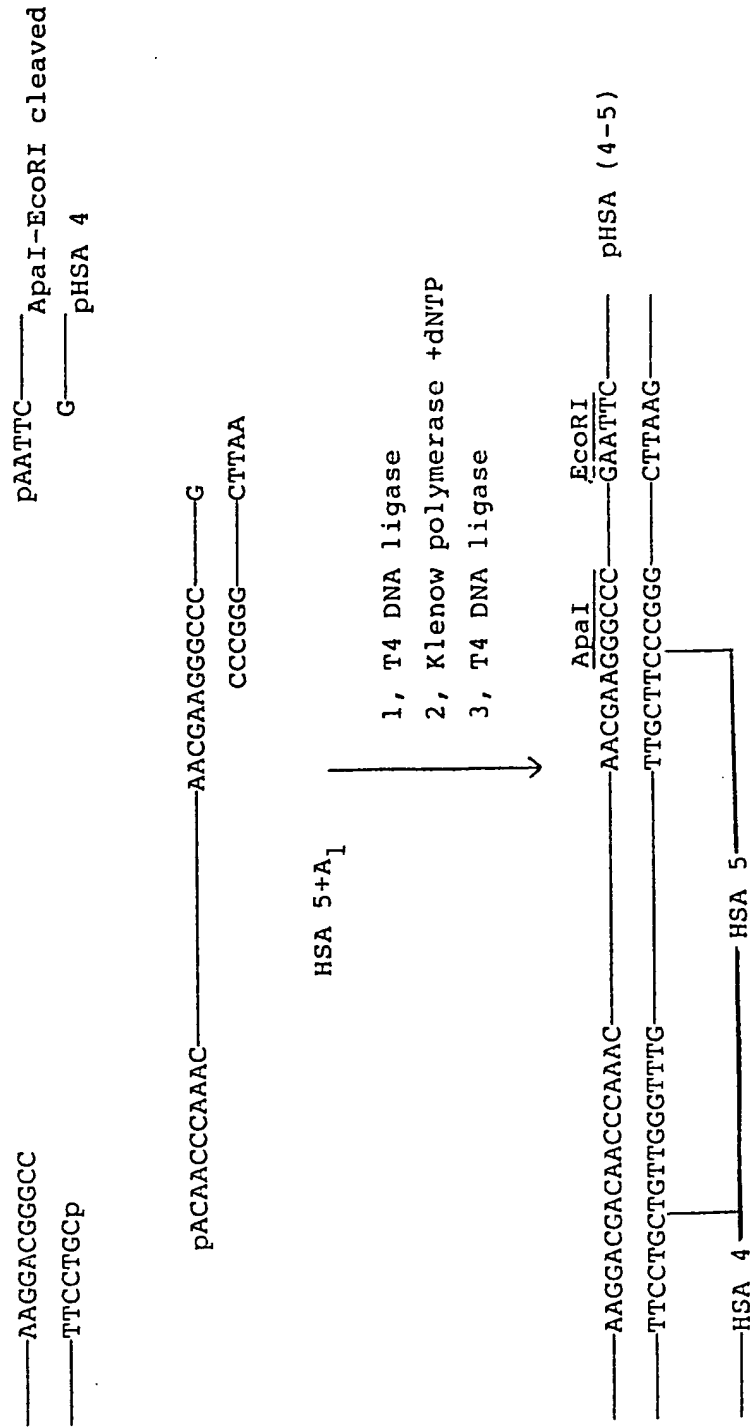 AAGGACGGGCC pAATTC
ApaI-EcoRI cleaved
TTCCTGCp G pHSA 4
pACAACCCAAAC AACGAAGGGCCC G
CCCGGG CTTAA
HSA 5+A1
1, T4 DNA ligase
2, Klenow polymerase +dNTP
3, T4 DNA ligase
ApaI EcoRI
AAGGACGACAACCCAAAC AACGAAGGGCCC GAATTC
pHSA (4-5)
TTCCTGCTGTTGGGTTTG TTGCTTCCCGGG CTTAAG
HSA 4 HSA 5